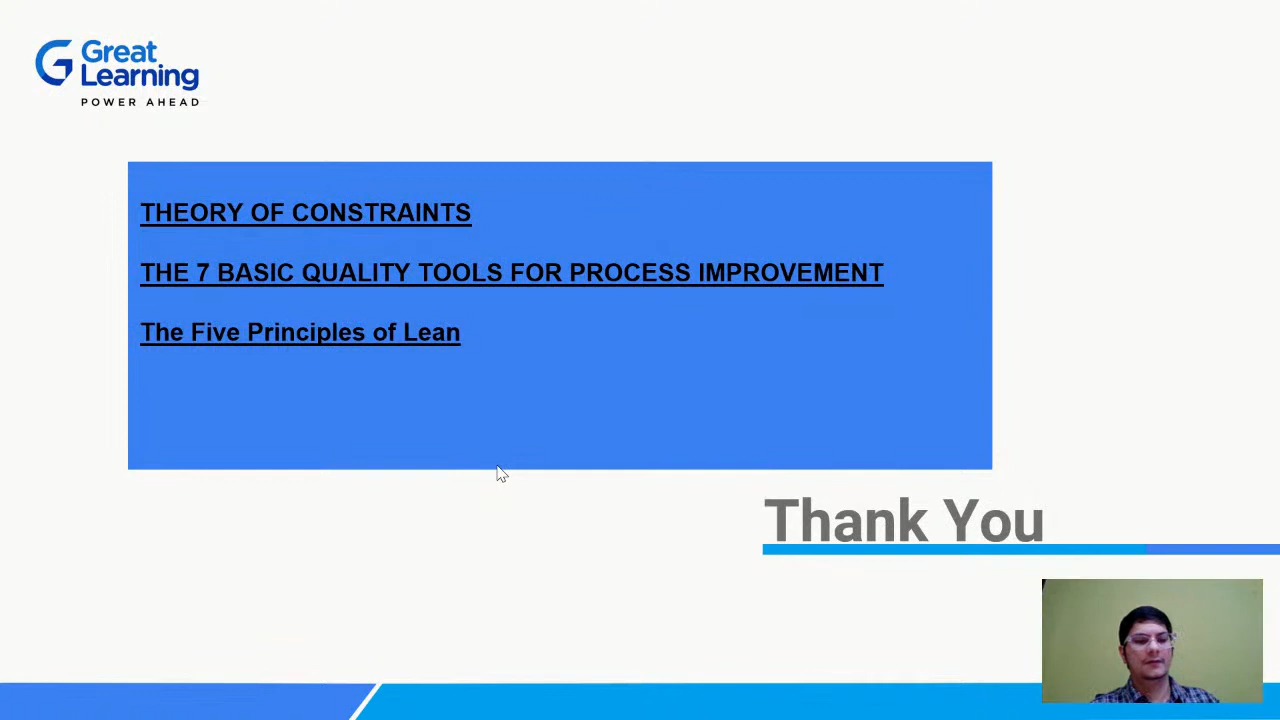 Great
Learning
POWER AHEAD
THEORY OF CONSTRAINTS
THE 7 BASIC QUALITY TOOLS FOR PROCESS IMPROVEMENT
The Five Principles of Lean
Thank You